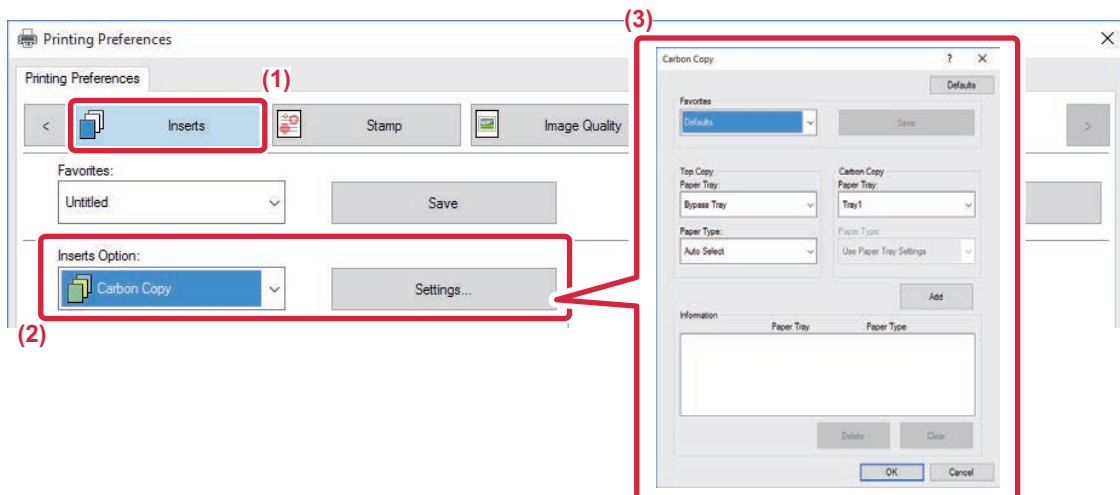 (3)
Printing Preferences
Printing Preferences
(1)
<
Inserts
Stamp
Image Quality
>
Favorites:
Untitled
Save
Inserts Option:
Carbon Copy
Settings...
(2)
Carbon Copy
?
Defaults
Favorites
Defaults
Save
Top Copy
Paper Tray:
Bypass Tray
Paper Type:
Auto Select
Carbon Copy
Paper Tray:
Tray1
Paper Type:
Use Paper Tray Settings
Add
Information
Paper Tray
Paper Type
Delete
Clear
OK
Cancel